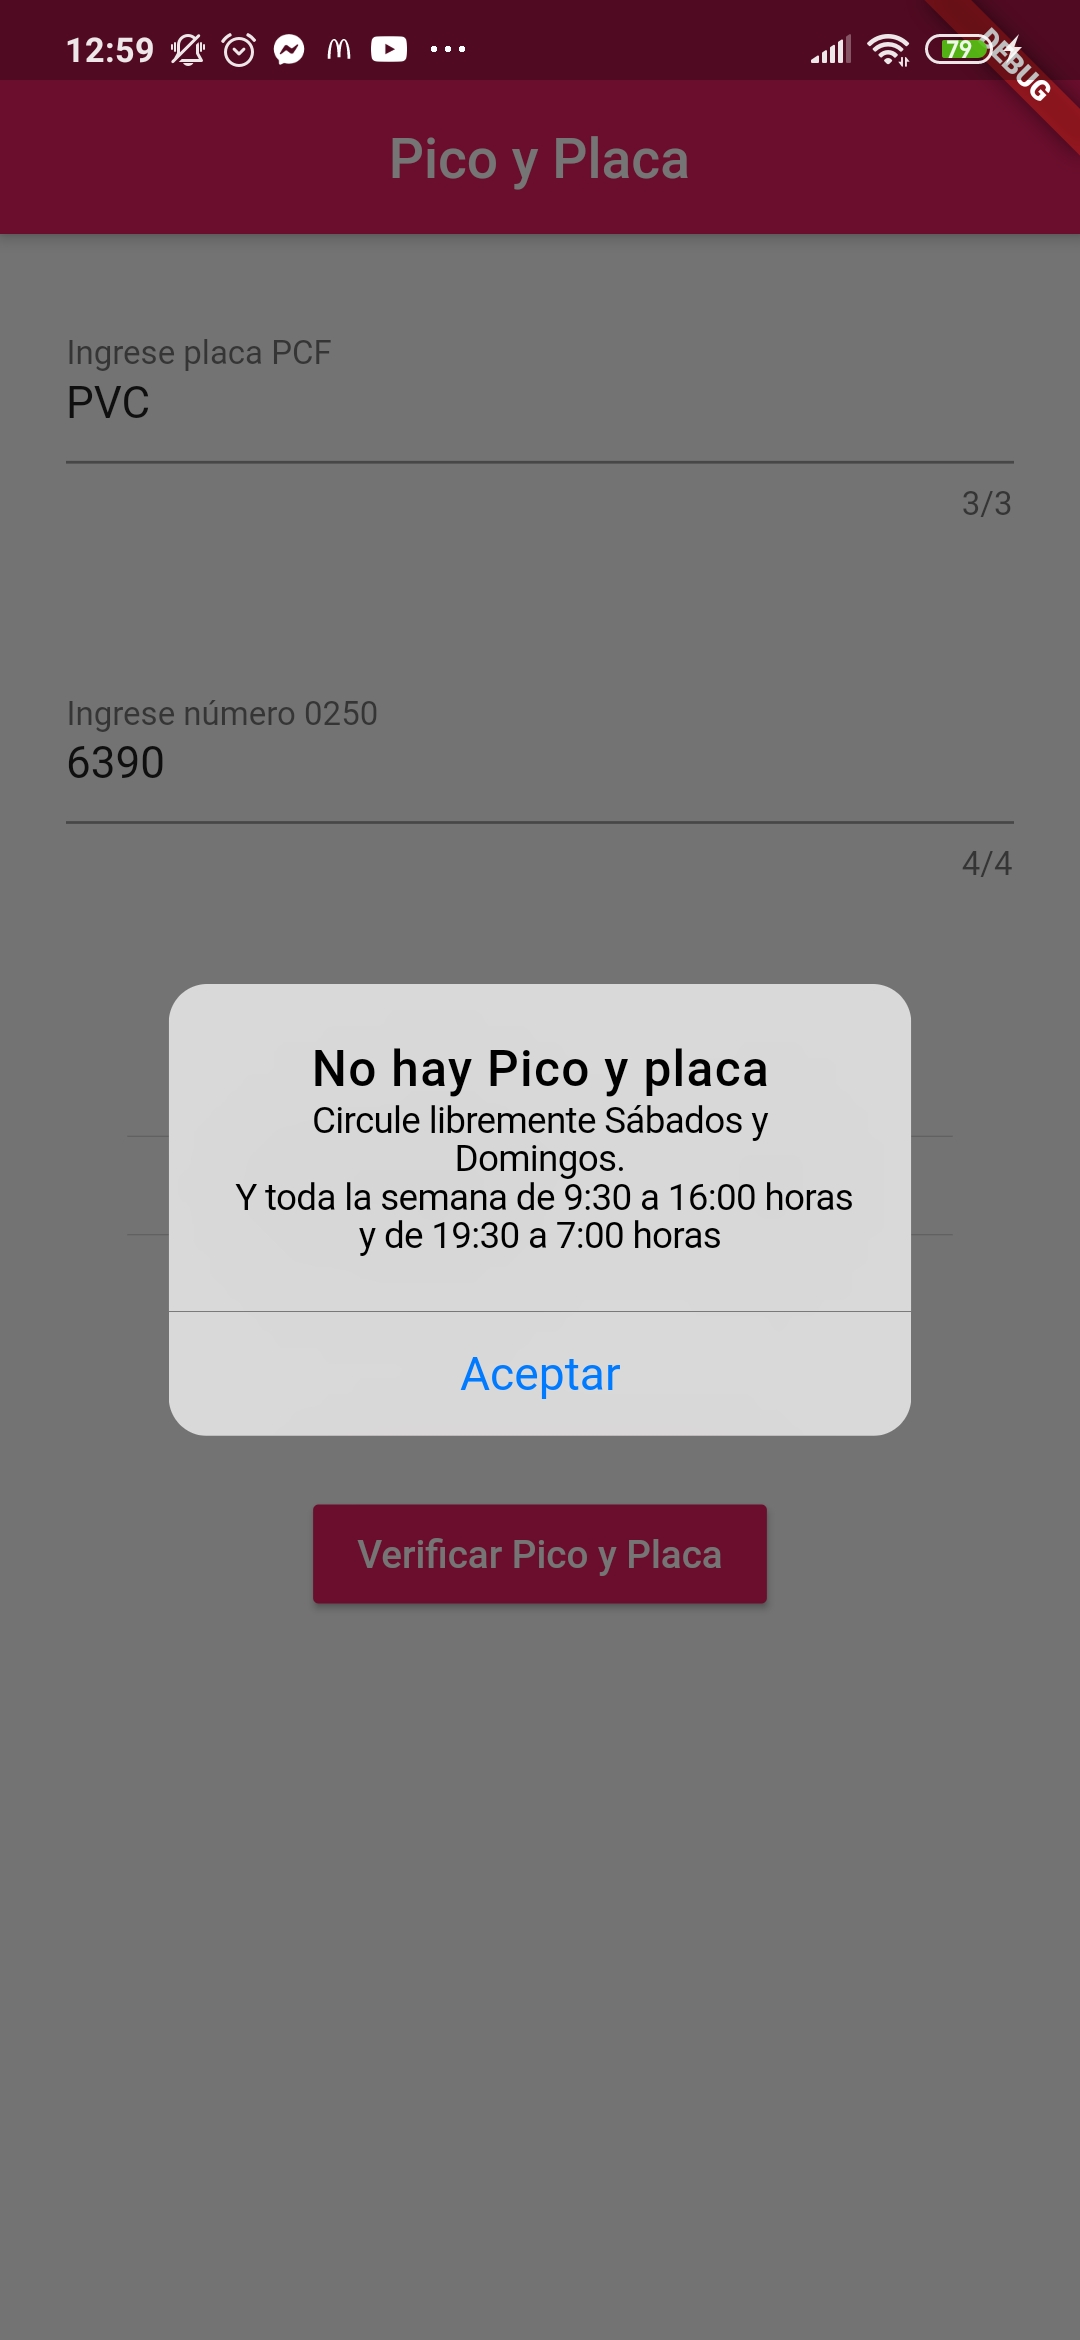 12:59
79
DEBUG
Pico y Placa
Ingrese placa PCF
PVC
3/3
Ingrese número 0250
6390
4/4
No hay Pico y placa
Circule libremente Sábados y
Domingos.
Y toda la semana de 9:30 a 16:00 horas
y de 19:30 a 7:00 horas
Aceptar
Verificar Pico y Placa